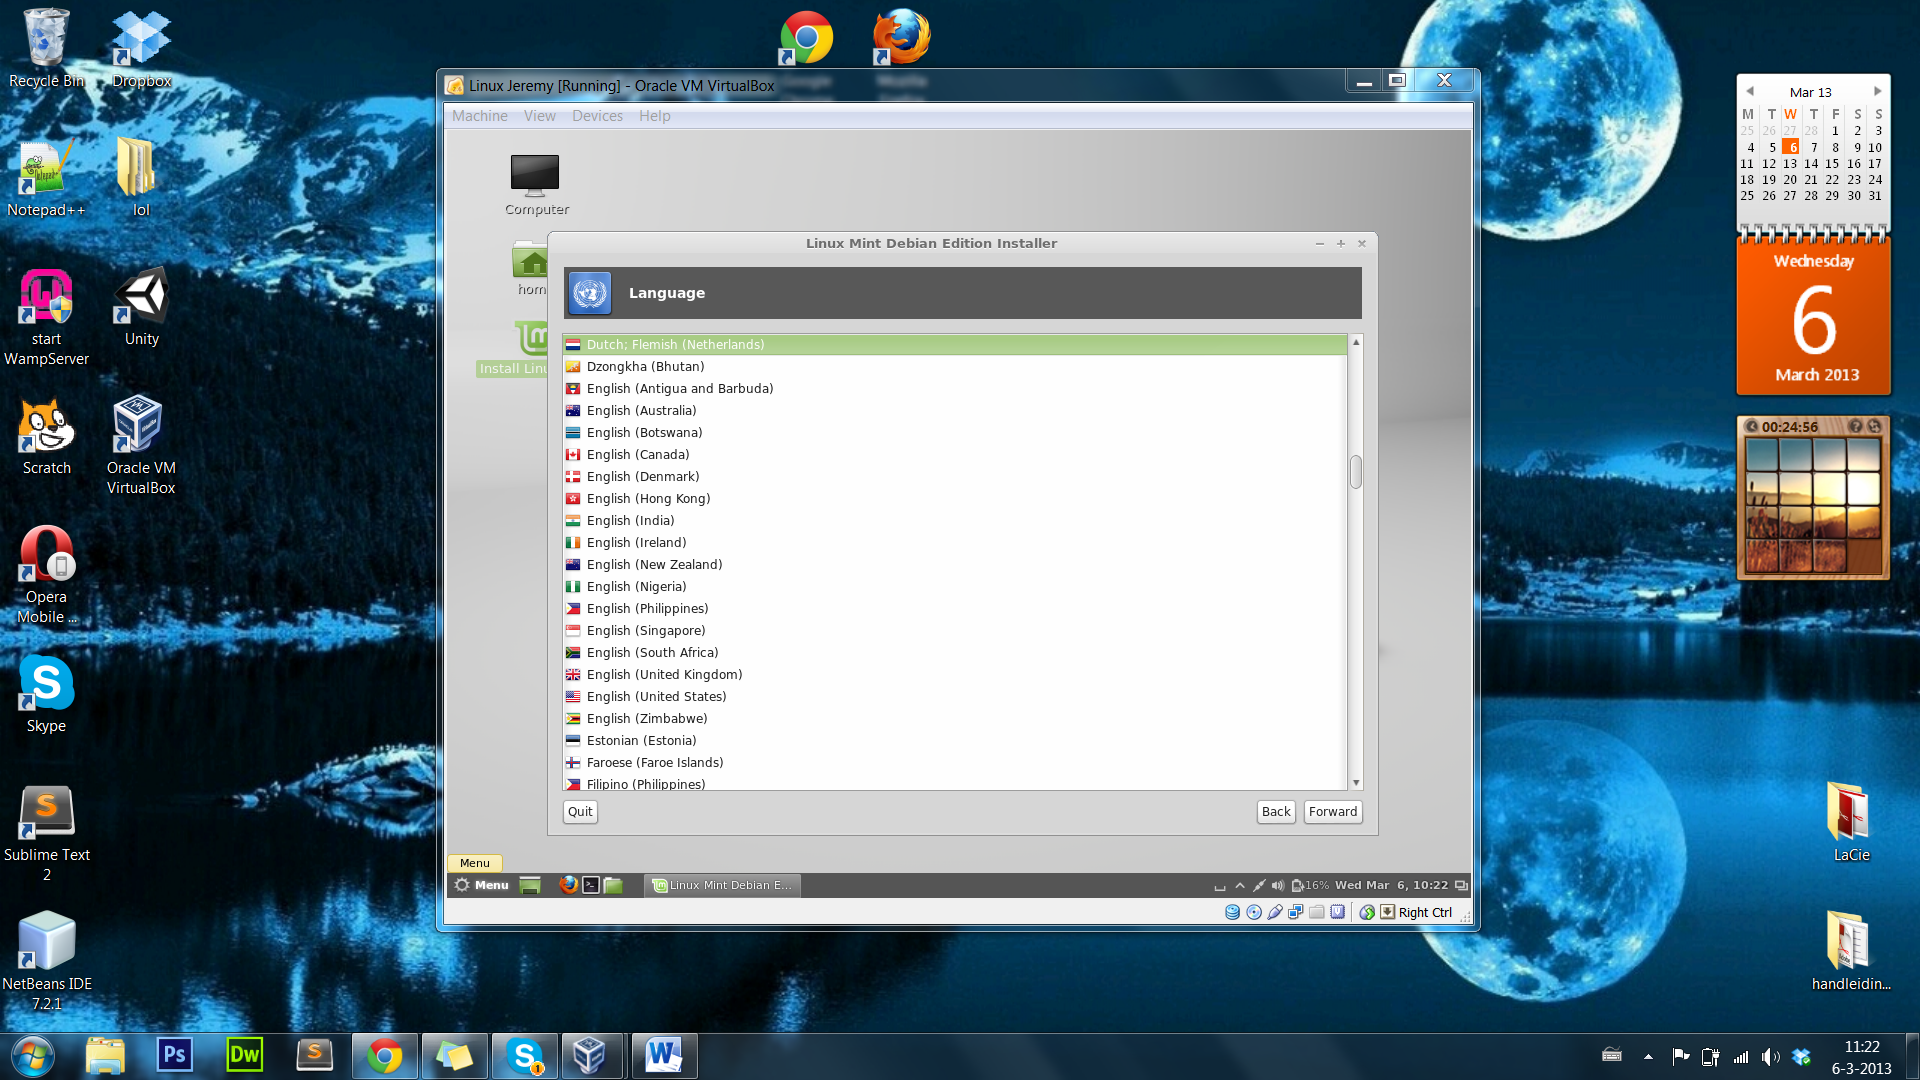 Recycle Bin
Dropbox
Notepad++
lol
start
WampServer
Unity
Scratch
Oracle VM
VirtualBox
Opera
Mobile ...
Skype
Sublime Text
2
NetBeans IDE
7.2.1
Linux Jeremy [Running] - Oracle VM VirtualBox
Machine View Devices Help
Computer
hom
Install Linu
Linux Mint Debian Edition Installer
Language
Dutch; Flemish (Netherlands)
Dzongkha (Bhutan)
English (Antigua and Barbuda)
English (Australia)
English (Botswana)
English (Canada)
English (Denmark)
English (Hong Kong)
English (India)
English (Ireland)
English (New Zealand)
English (Nigeria)
English (Philippines)
English (Singapore)
English (South Africa)
English (United Kingdom)
English (United States)
English (Zimbabwe)
Estonian (Estonia)
Faroese (Faroe Islands)
Filipino (Philippines)
Quit
Back
Forward
Menu
Menu
Linux Mint Debian E...
16% Wed Mar 6, 10:22
Right Ctrl
Mar 13
M T W T F S S
25 26 27 28 1 2 3
4 5 6 7 8 9 10
11 12 13 14 15 16 17
18 19 20 21 22 23 24
25 26 27 28 29 30 31
Wednesday
6
March 2013
00:24:56
LaCie
handleidin...
Ps
Dw
11:22
6-3-2013